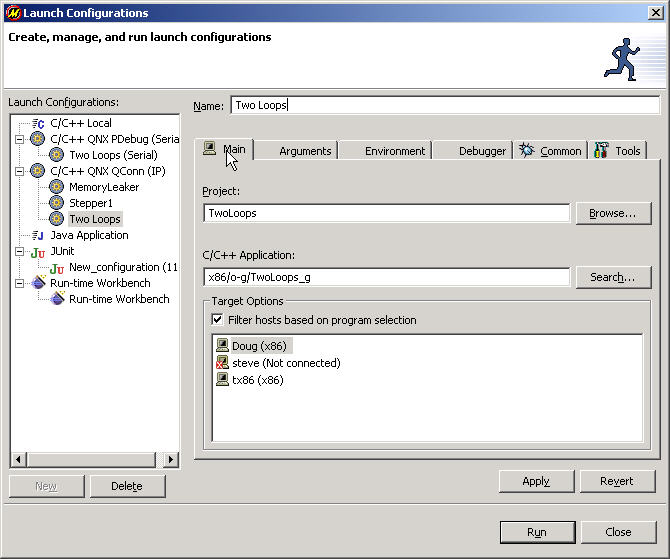 Launch Configurations
Create, manage, and run launch configurations
Launch Configurations:
C/C++ Local
C/C++ QNX PDebug (Seria
Two Loops (Serial)
C/C++ QNX QConn (IP)
MemoryLeaker
Stepper1
Two Loops
Java Application
JUnit
New_configuration (11
Run-time Workbench
Run-time Workbench
New
Delete
Name: Two Loops
Main Arguments Environment Debugger Common Tools
Project:
TwoLoops Browse...
C/C++ Application:
x86/o-g/TwoLoops_g Search...
Target Options
Filter hosts based on program selection
Doug (x86)
steve (Not connected)
tx86 (x86)
Apply Revert
Run Close